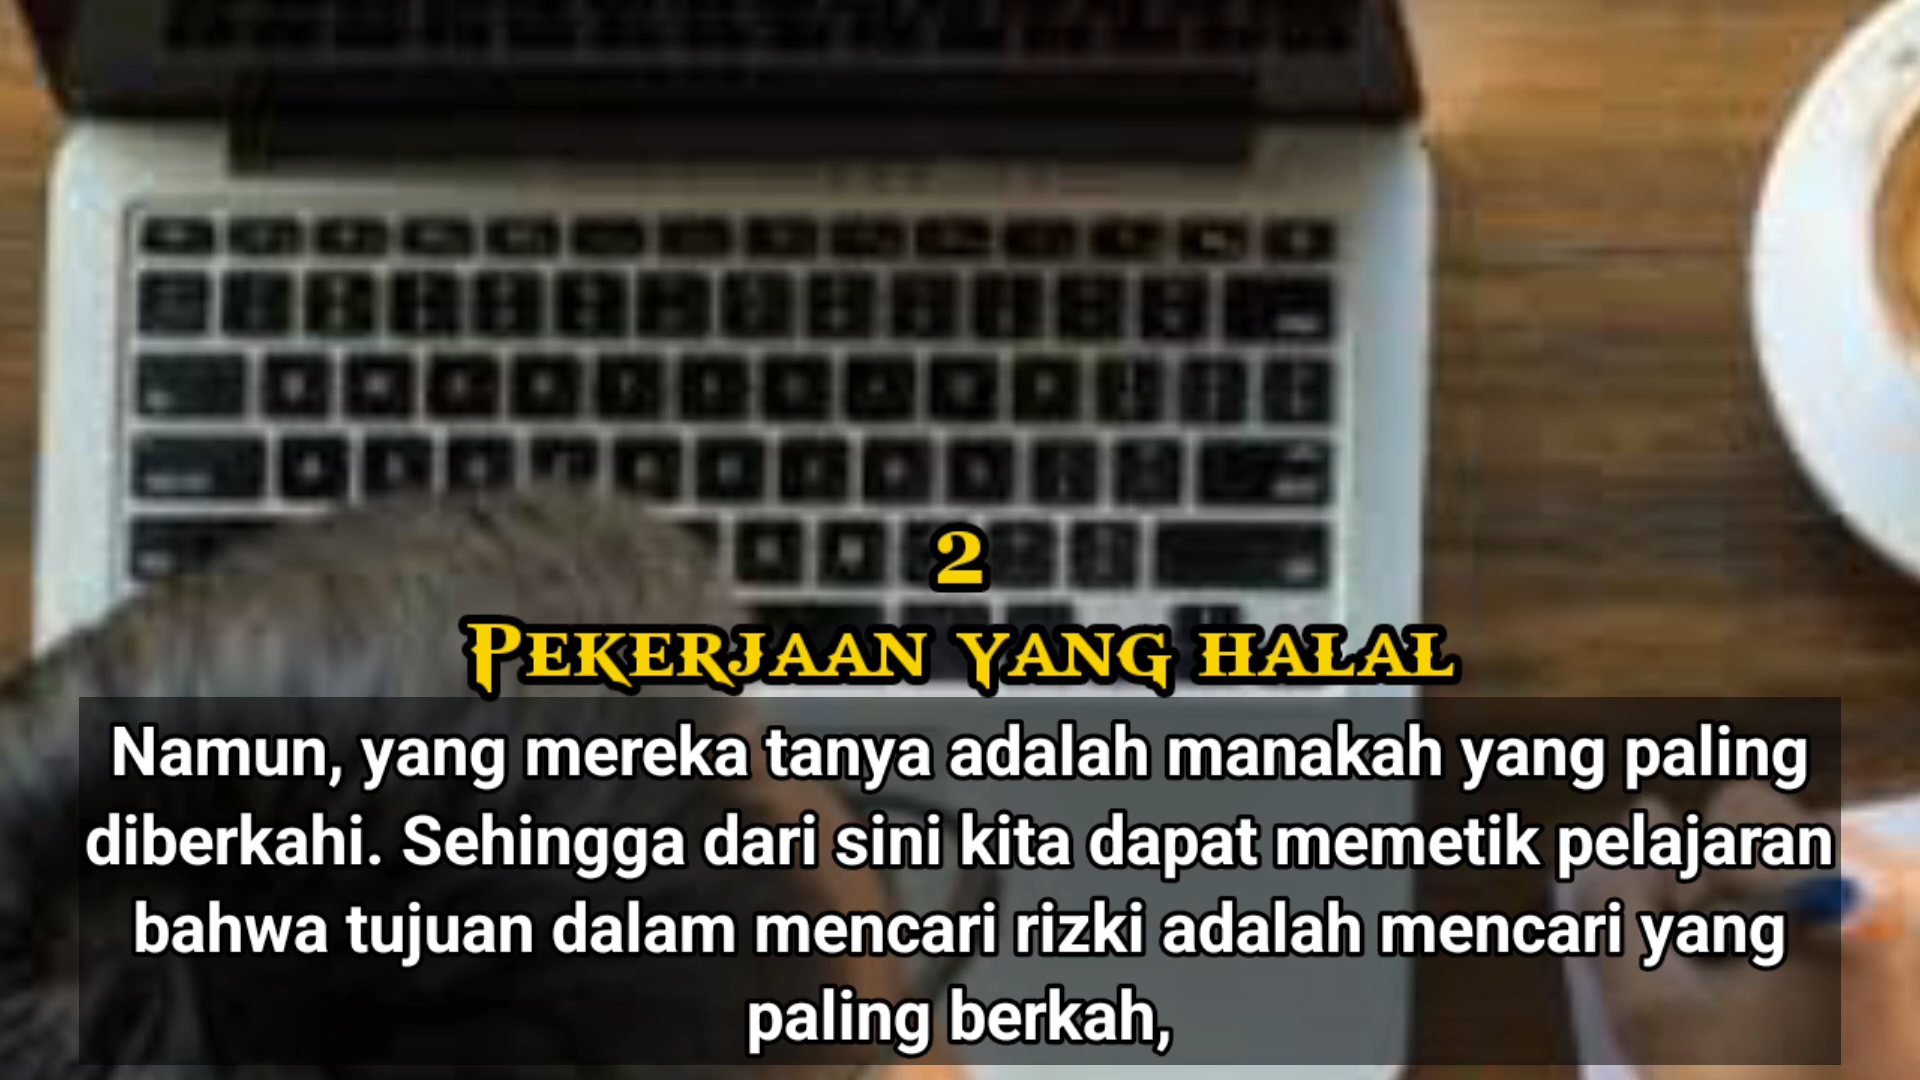 2
Pekerjaan yang halal
Namun, yang mereka tanya adalah manakah yang paling
diberkahi. Sehingga dari sini kita dapat memetik pelajaran
bahwa tujuan dalam mencari rizki adalah mencari yang
paling berkah,